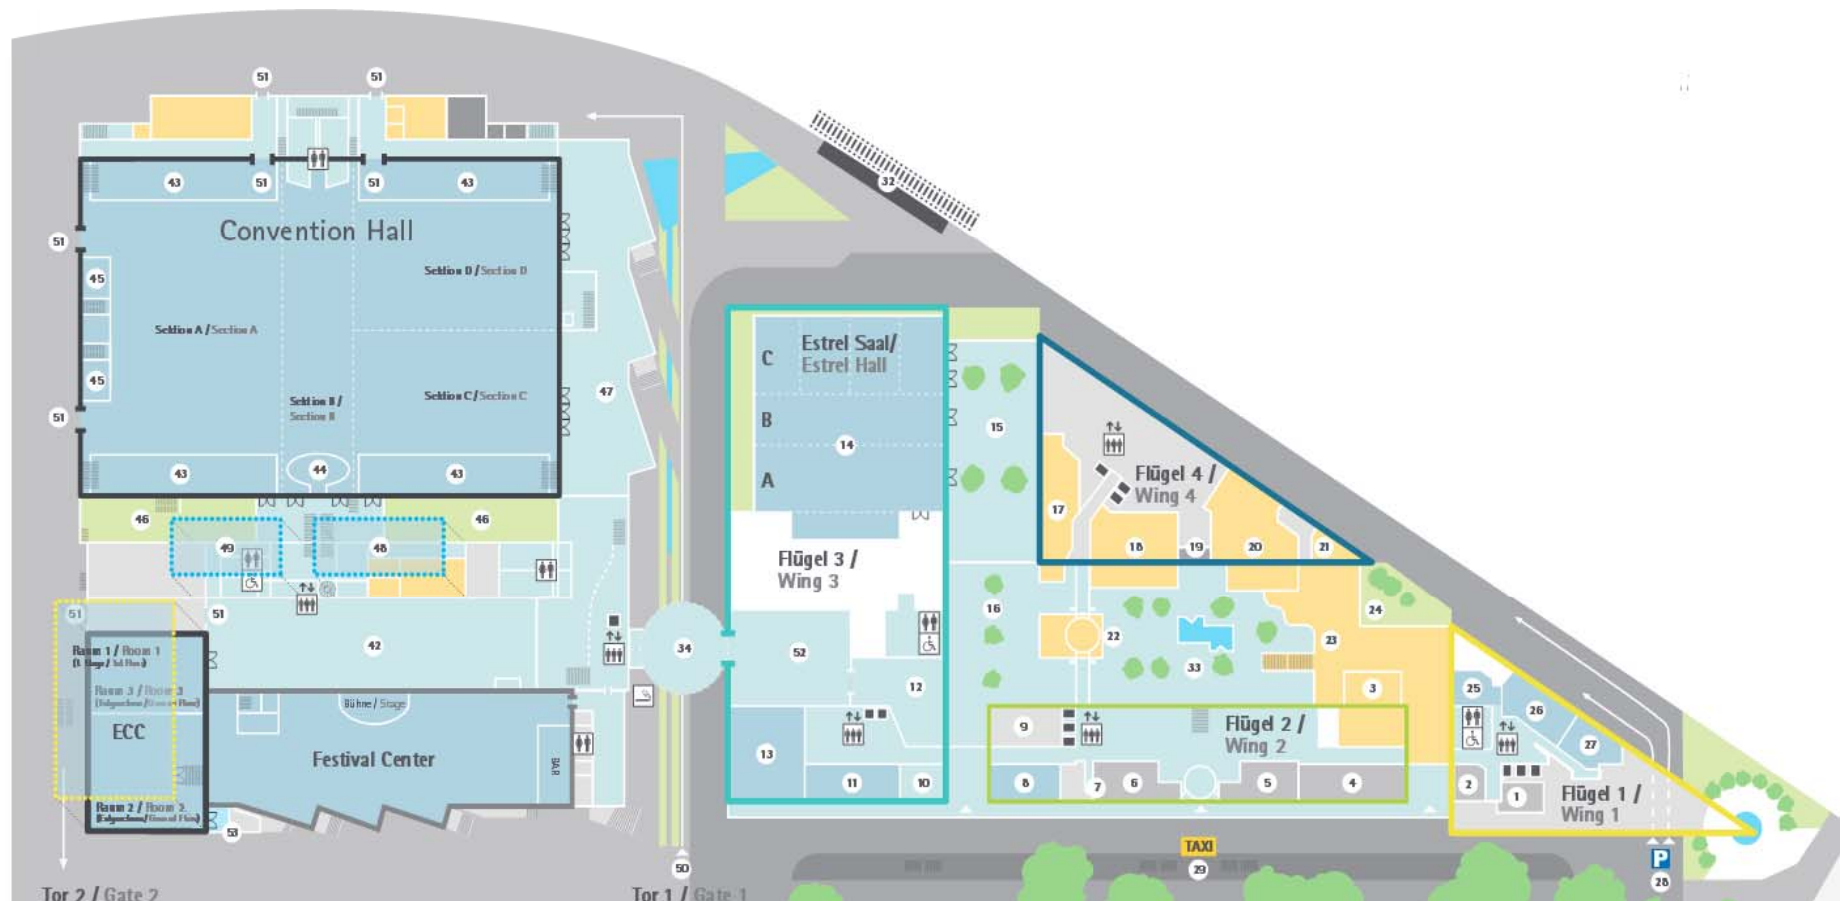 51
51
32
43
51
51
43
Convention Hall
51
45
Sektion D / Section D
Sektion A / Section A
45
Sektion B /
Section B
Sektion C / Section C
47
51
43
44
43
46
46
49
48
51
51
42
34
Raum 1 / Room 1
Raum 3 / Room 3
ECC
Raum 2 / Room 2
53
Bühne / Stage
Festival Center
BAR
50
Tor 2 / Gate 2
Tor 1 / Gate 1
Estrel Saal/
Estrel Hall
C
B
A
14
15
Flügel 3 /
Wing 3
52
12
13
11
10
16
Flügel 4 /
Wing 4
17
18
19
20
21
22
33
23
24
3
9
Flügel 2 /
Wing 2
8
7
6
5
4
25
26
27
2
1
Flügel 1 /
Wing 1
TAXI
29
P
28